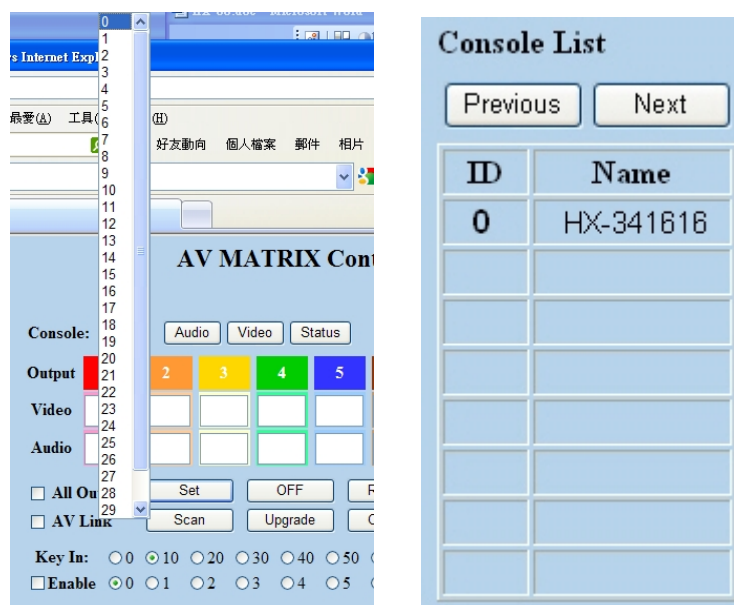 0
1
2
3
4
5
6
7
8
9
10
11
12
13
14
15
16
17
18
19
20
21
22
23
24
25
26
27
28
29
Microsoft Word
s Internet Expl
最愛(A) 工具( (H)
好友動向 個人檔案 郵件 相片
AV MATRIX Cont
Console: Audio Video Status
Output 2 3 4 5
Video
Audio
All Ou Set OFF R
AV Link Scan Upgrade
Key In: 0 10 20 30 40 50
Enable 0 1 2 3 4 5
Console List
Previous Next
ID Name
0 HX-341616